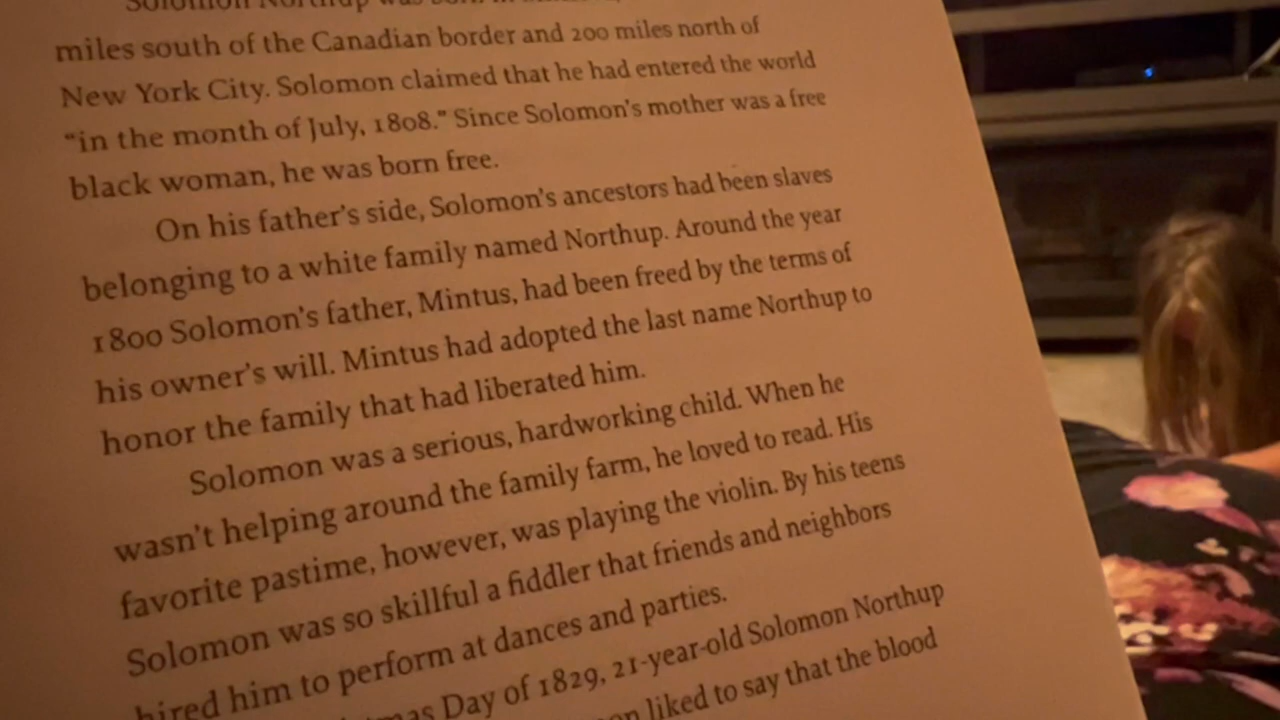 Solomon Northup was born in
miles south of the Canadian border and 200 miles north of
New York City. Solomon claimed that he had entered the world
“in the month of July, 1808.” Since Solomon’s mother was a free
black woman, he was born free.
On his father’s side, Solomon’s ancestors had been slaves
belonging to a white family named Northup. Around the year
1800 Solomon’s father, Mintus, had been freed by the terms of
his owner’s will. Mintus had adopted the last name Northup to
honor the family that had liberated him.
Solomon was a serious, hardworking child. When he
wasn’t helping around the family farm, he loved to read. His
favorite pastime, however, was playing the violin. By his teens
Solomon was so skillful a fiddler that friends and neighbors
hired him to perform at dances and parties.
Day of 1829, 21-year-old Solomon Northup
liked to say that the blood